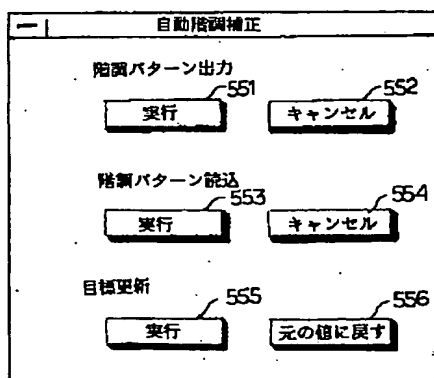 自動階調補正
階調パターン出力
551 552
実行 キャンセル
階調パターン読込
553 554
実行 キャンセル
目標更新
555 556
実行 元の値に戻す